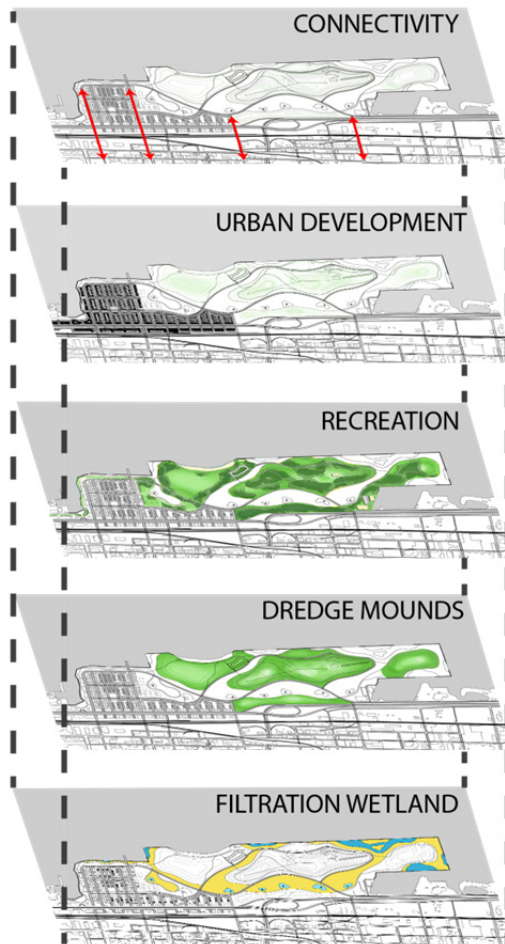 CONNECTIVITY
URBAN DEVELOPMENT
RECREATION
DREDGE MOUNDS
FILTRATION WETLAND